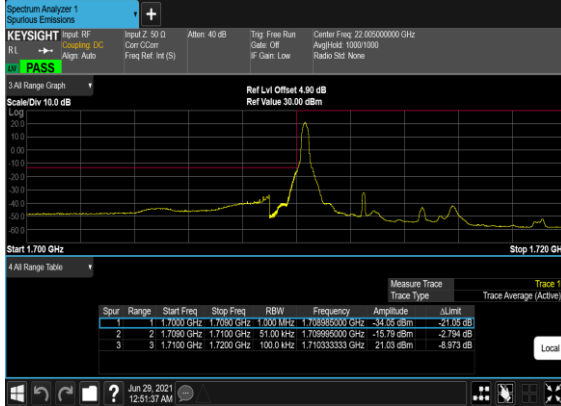 Spectrum Analyzer 1
Spurious Emissions
+
KEYSIGHT Input: RF Input Z: 50 Ω Atten: 40 dB Trig: Free Run Center Freq: 22.005000000 GHz
RL Coupling: DC Corr CCorr Gate: Off Avg|Hold: 1000/1000
Align: Auto Freq Ref: Int (S) IF Gain: Low Radio Std: None
LNI PASS
3 All Range Graph
Ref Lvl Offset 4.90 dB
Scale/Div 10.0 dB Ref Value 30.00 dBm
Log
20.0
10.0
0.00
-10.0
-20.0
-30.0
-40.0
-50.0
-60.0
Start 1.700 GHz Stop 1.720 GH
4 All Range Table
Measure Trace Trace 1
Trace Type Trace Average (Active)
Spur Range Start Freq Stop Freq RBW Frequency Amplitude ΔLimit
1 1 1.7000 GHz 1.7090 GHz 1.000 MHz 1.708985000 GHz -34.05 dBm -21.05 dB
2 2 1.7090 GHz 1.7100 GHz 51.00 kHz 1.709995000 GHz -15.79 dBm -2.794 dB
3 3 1.7100 GHz 1.7200 GHz 100.0 kHz 1.710333333 GHz 21.03 dBm -8.973 dB
Local
?
Jun 29, 2021
12:51:37 AM